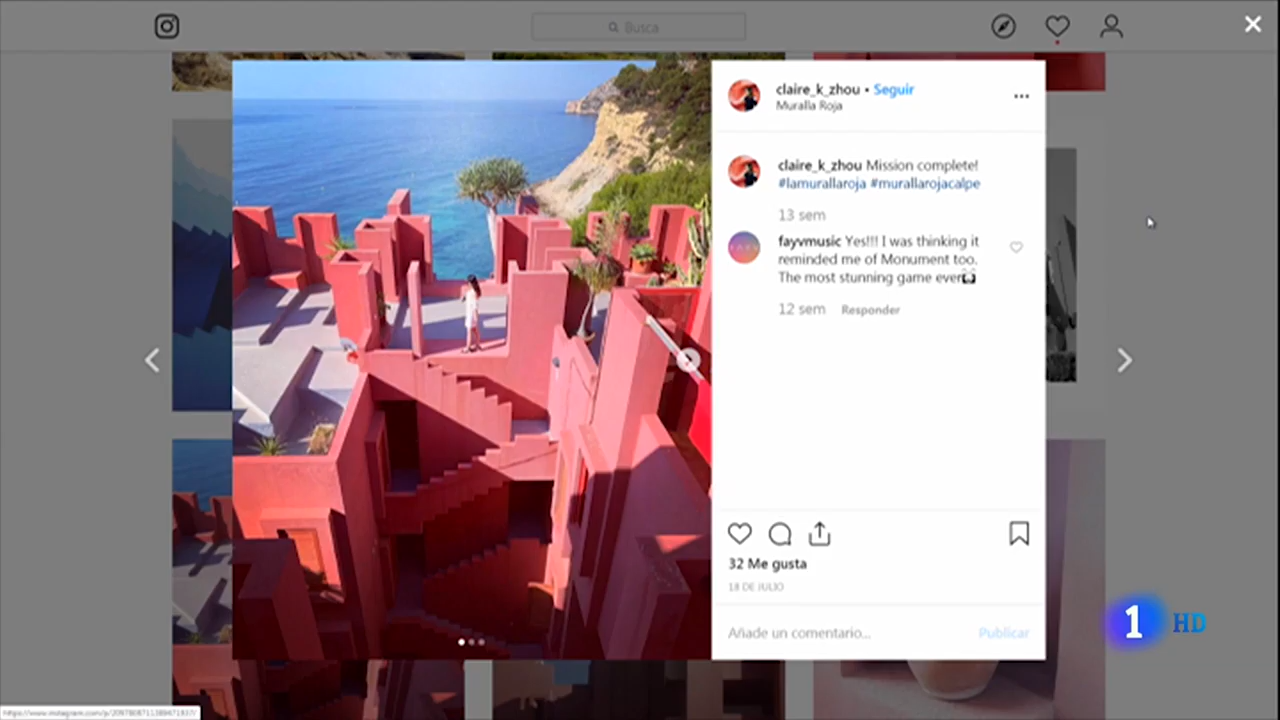 Busca
claire_k_zhou • Seguir
Muralla Roja
claire_k_zhou Mission complete!
#lamurallaroja #murallarojacalpe
13 sem
fayvmusic Yes!!! I was thinking it
reminded me of Monument too.
The most stunning game ever
12 sem Responder
32 Me gusta
18 DE JULIO
Añade un comentario... Publicar
1 HD